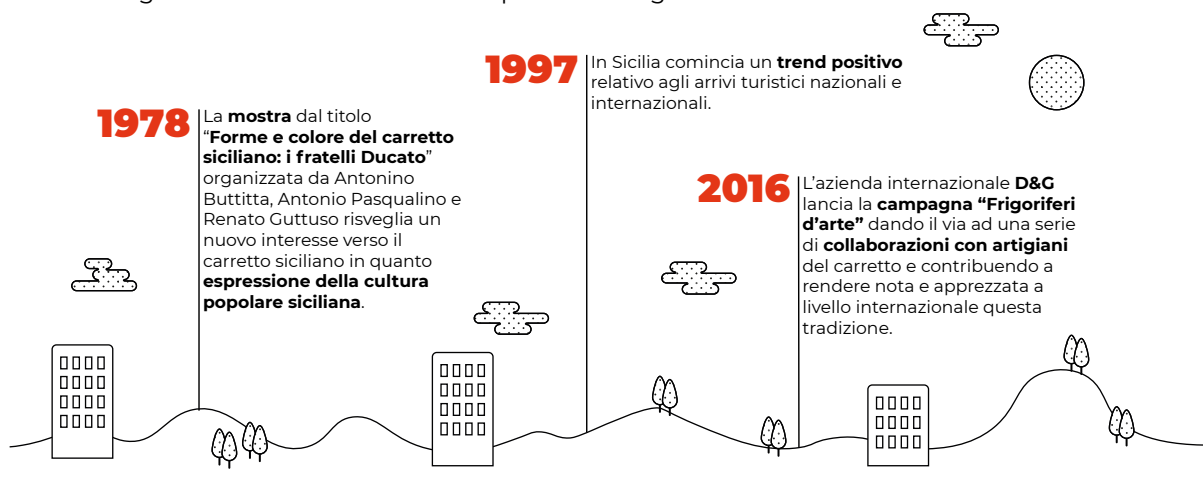 1978
La mostra dal titolo
“Forme e colore del carretto
siciliano: i fratelli Ducato”
organizzata da Antonino
Buttitta, Antonio Pasqualino e
Renato Guttuso risveglia un
nuovo interesse verso il
carretto siciliano in quanto
espressione della cultura
popolare siciliana.
1997
In Sicilia comincia un trend positivo
relativo agli arrivi turistici nazionali e
internazionali.
2016
L’azienda internazionale D&G
lancia la campagna “Frigoriferi
d’arte” dando il via ad una serie
di collaborazioni con artigiani
del carretto e contribuendo a
rendere nota e apprezzata a
livello internazionale questa
tradizione.